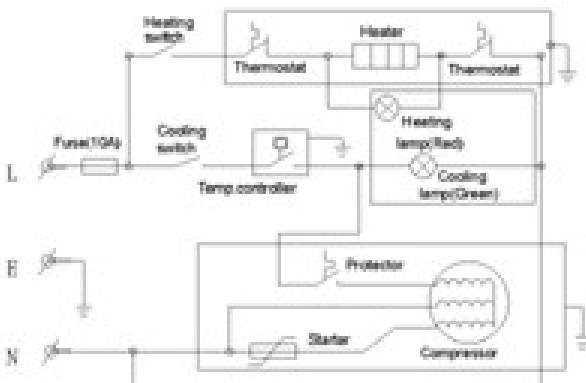 Heating
switch
Thermostat
Heater
Thermostat
Heating
lamp(Red)
Fuse(10A)
Cooling
switch
Temp.controller
Cooling
lamp(Green)
L
E
Protector
N
Starter
Compressor